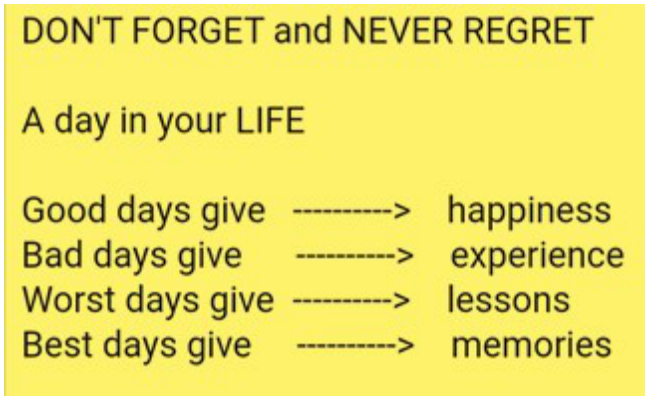 DON'T FORGET and NEVER REGRET
A day in your LIFE
Good days give ----------> happiness
Bad days give ----------> experience
Worst days give ----------> lessons
Best days give ----------> memories